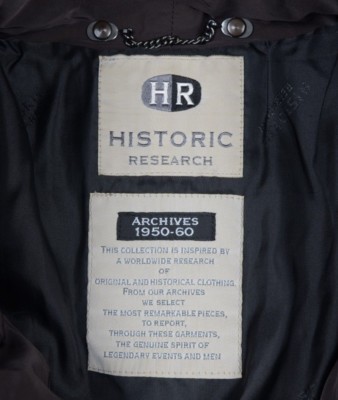 HR
HISTORIC
RESEARCH
ARCHIVES
1950-60
THIS COLLECTION IS INSPIRED BY
A WORLDWIDE RESEARCH
OF
ORIGINAL AND HISTORICAL CLOTHING.
FROM OUR ARCHIVES
WE SELECT
THE MOST REMARKABLE PIECES,
TO REPORT,
THROUGH THESE GARMENTS,
THE GENUINE SPIRIT OF
LEGENDARY EVENTS AND MEN